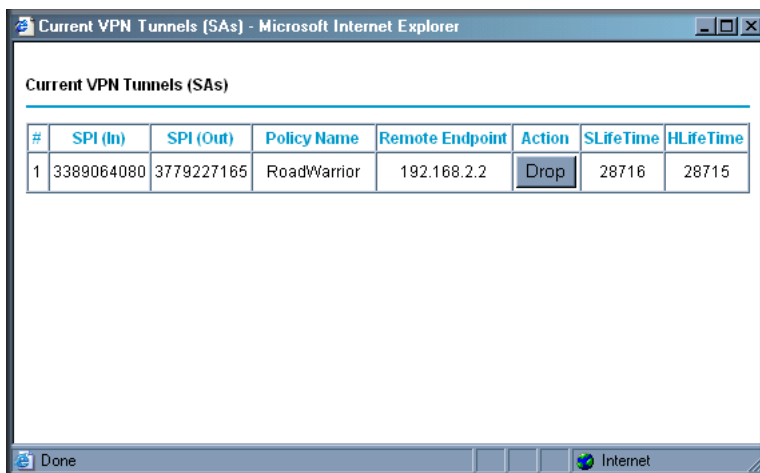 Current VPN Tunnels (SAs) - Microsoft Internet Explorer
Current VPN Tunnels (SAs)
# SPI (In) SPI (Out) Policy Name Remote Endpoint Action SLifeTime HLifeTime
1 3389064080 3779227165 RoadWarrior 192.168.2.2 Drop 28716 28715
Done Internet